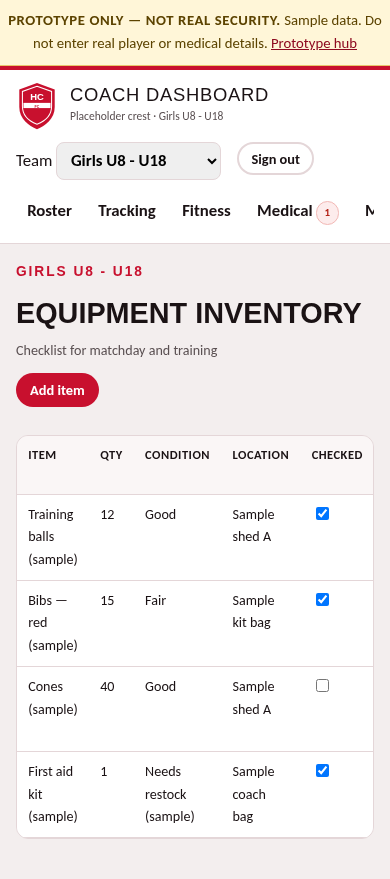 PROTOTYPE ONLY — NOT REAL SECURITY. Sample data. Do
not enter real player or medical details. Prototype hub
HC
COACH DASHBOARD
Placeholder crest · Girls U8 - U18
Team Girls U8 - U18 Sign out
Roster Tracking Fitness Medical 1
GIRLS U8 - U18
EQUIPMENT INVENTORY
Checklist for matchday and training
Add item
ITEM QTY CONDITION LOCATION CHECKED
Training 12 Good Sample
balls shed A
(sample)
Bibs — 15 Fair Sample
red kit bag
(sample)
Cones 40 Good Sample
(sample) shed A
First aid 1 Needs Sample
kit restock coach
(sample) (sample) bag